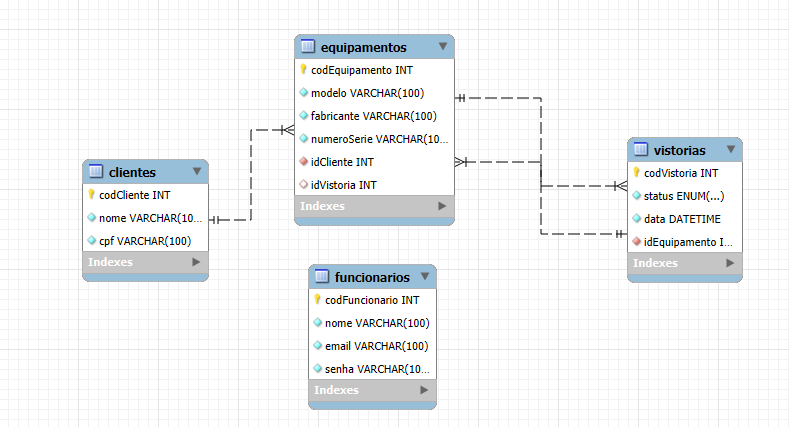 equipamentos
codEquipamento INT
modelo VARCHAR(100)
fabricante VARCHAR(100)
numeroSerie VARCHAR(10...
idCliente INT
idVistoria INT
Indexes
clientes
codCliente INT
nome VARCHAR(10...
cpf VARCHAR(100)
Indexes
vistorias
codVistoria INT
status ENUM(...)
data DATETIME
idEquipamento I...
Indexes
funcionarios
codFuncionario INT
nome VARCHAR(100)
email VARCHAR(100)
senha VARCHAR(10...
Indexes